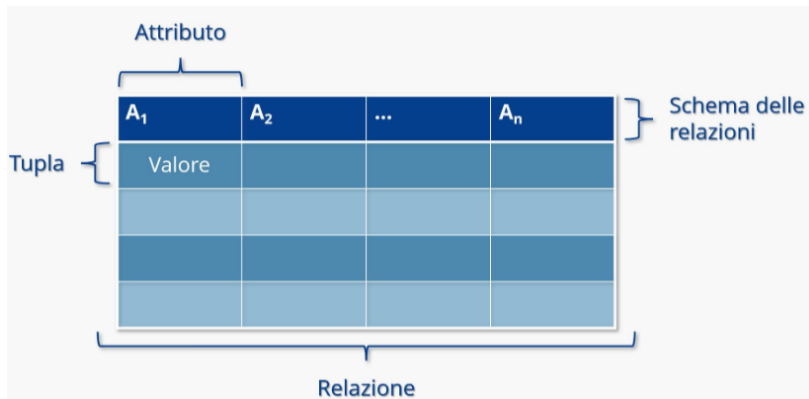 Attributo
A₁ A₂ ... Aₙ
Schema delle
relazioni
Tupla
Valore
Relazione